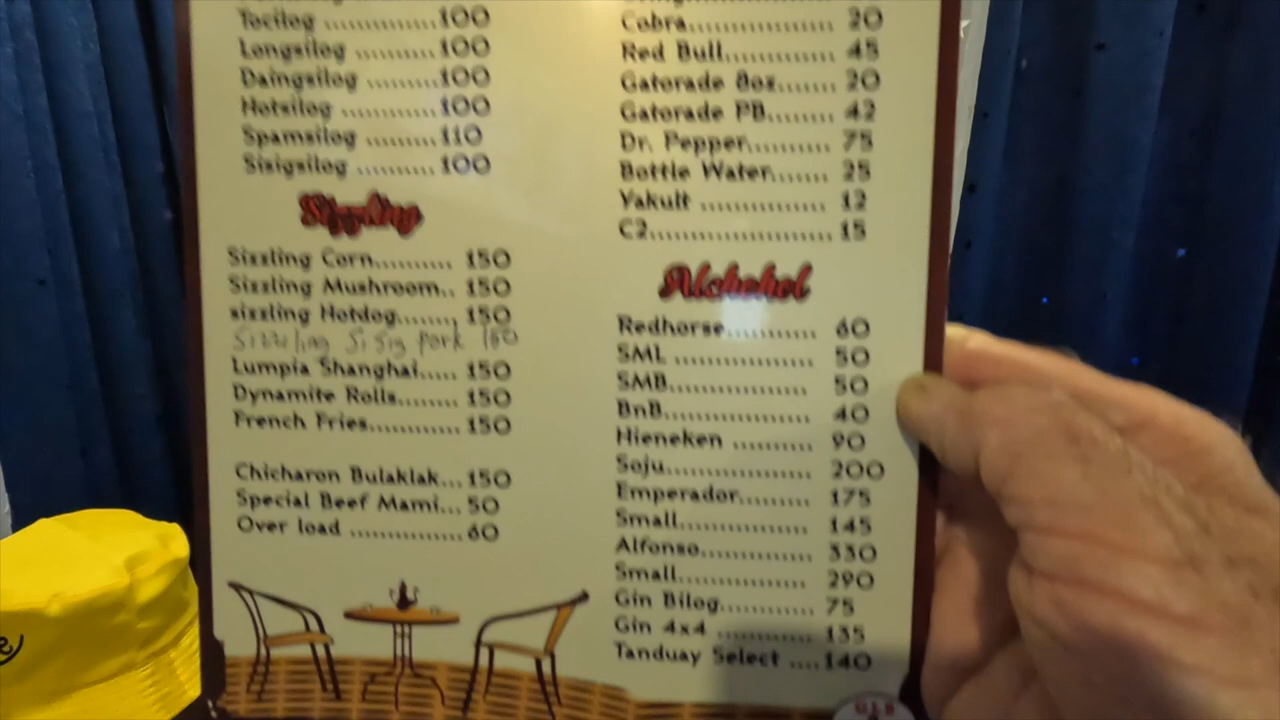 Tocilog ............100
Longsilog ..........100
Daingsilog .........100
Hotsilog ............100
Spamsilog ..........110
Sisigsilog ..........100
Sizzling
Sizzling Corn.......... 150
Sizzling Mushroom.. 150
sizzling Hotdog........ 150
Sizzling Sisig Pork 180
Lumpia Shanghai..... 150
Dynamite Rolls........ 150
French Fries............ 150
Chicharon Bulaklak... 150
Special Beef Mami... 50
Over load ............... 60
Cobra................... 20
Red Bull.............. 45
Gatorade 8oz....... 20
Gatorade PB........ 42
Dr. Pepper.......... 75
Bottle Water....... 25
Yakult ................ 12
C2....................... 15
Alchohol
Redhorse........... 60
SML ................. 50
SMB.................. 50
BnB................... 40
Hieneken .......... 90
Soju.................. 200
Emperador........ 175
Small................ 145
Alfonso............. 330
Small................ 290
Gin Bilog............ 75
Gin 4x4 ............ 135
Tanduay Select ....140